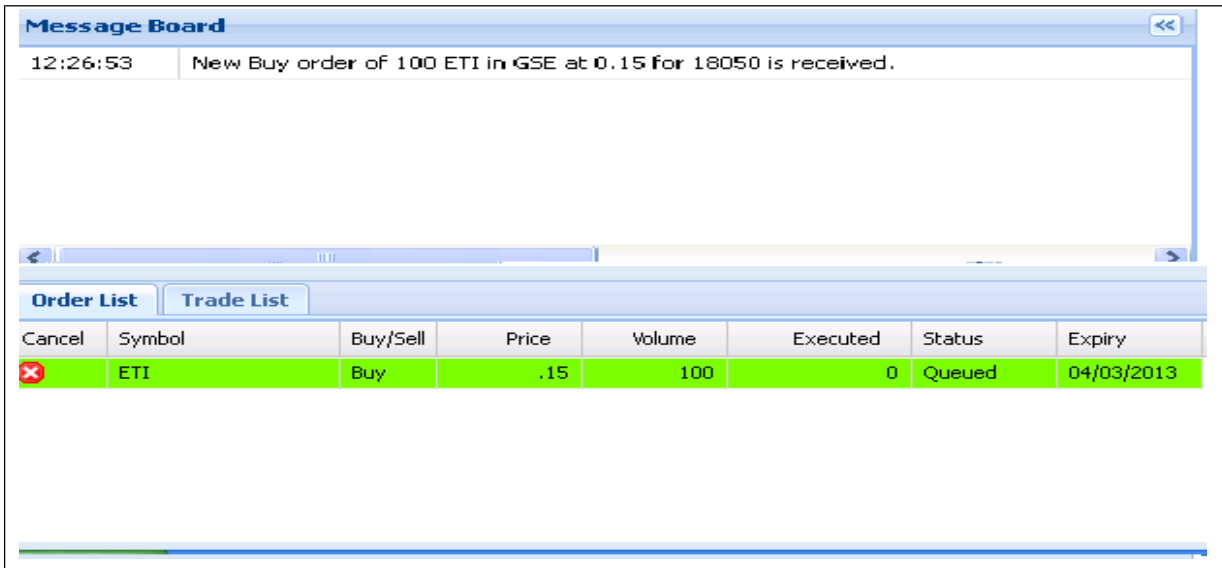 Message Board
12:26:53 New Buy order of 100 ETI in GSE at 0.15 for 18050 is received.
Order List Trade List
Cancel Symbol Buy/Sell Price Volume Executed Status Expiry
ETI Buy .15 100 0 Queued 04/03/2013